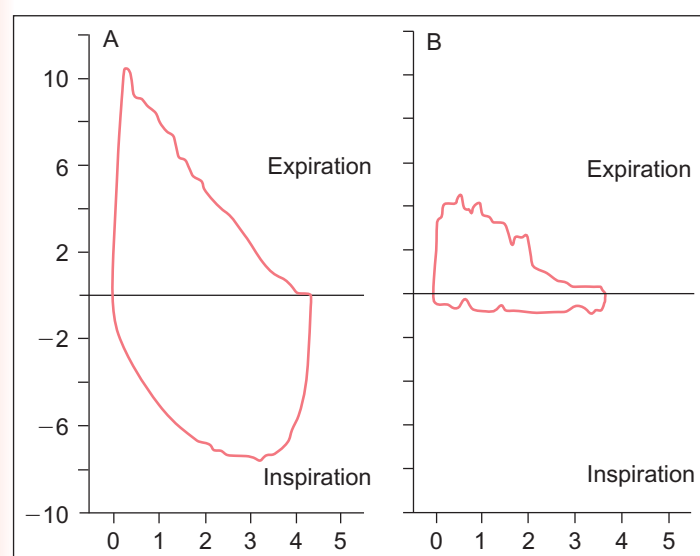 A
10
6
2
−2
−6
−10
Expiration
Inspiration
0 1 2 3 4 5
B
Expiration
Inspiration
0 1 2 3 4 5